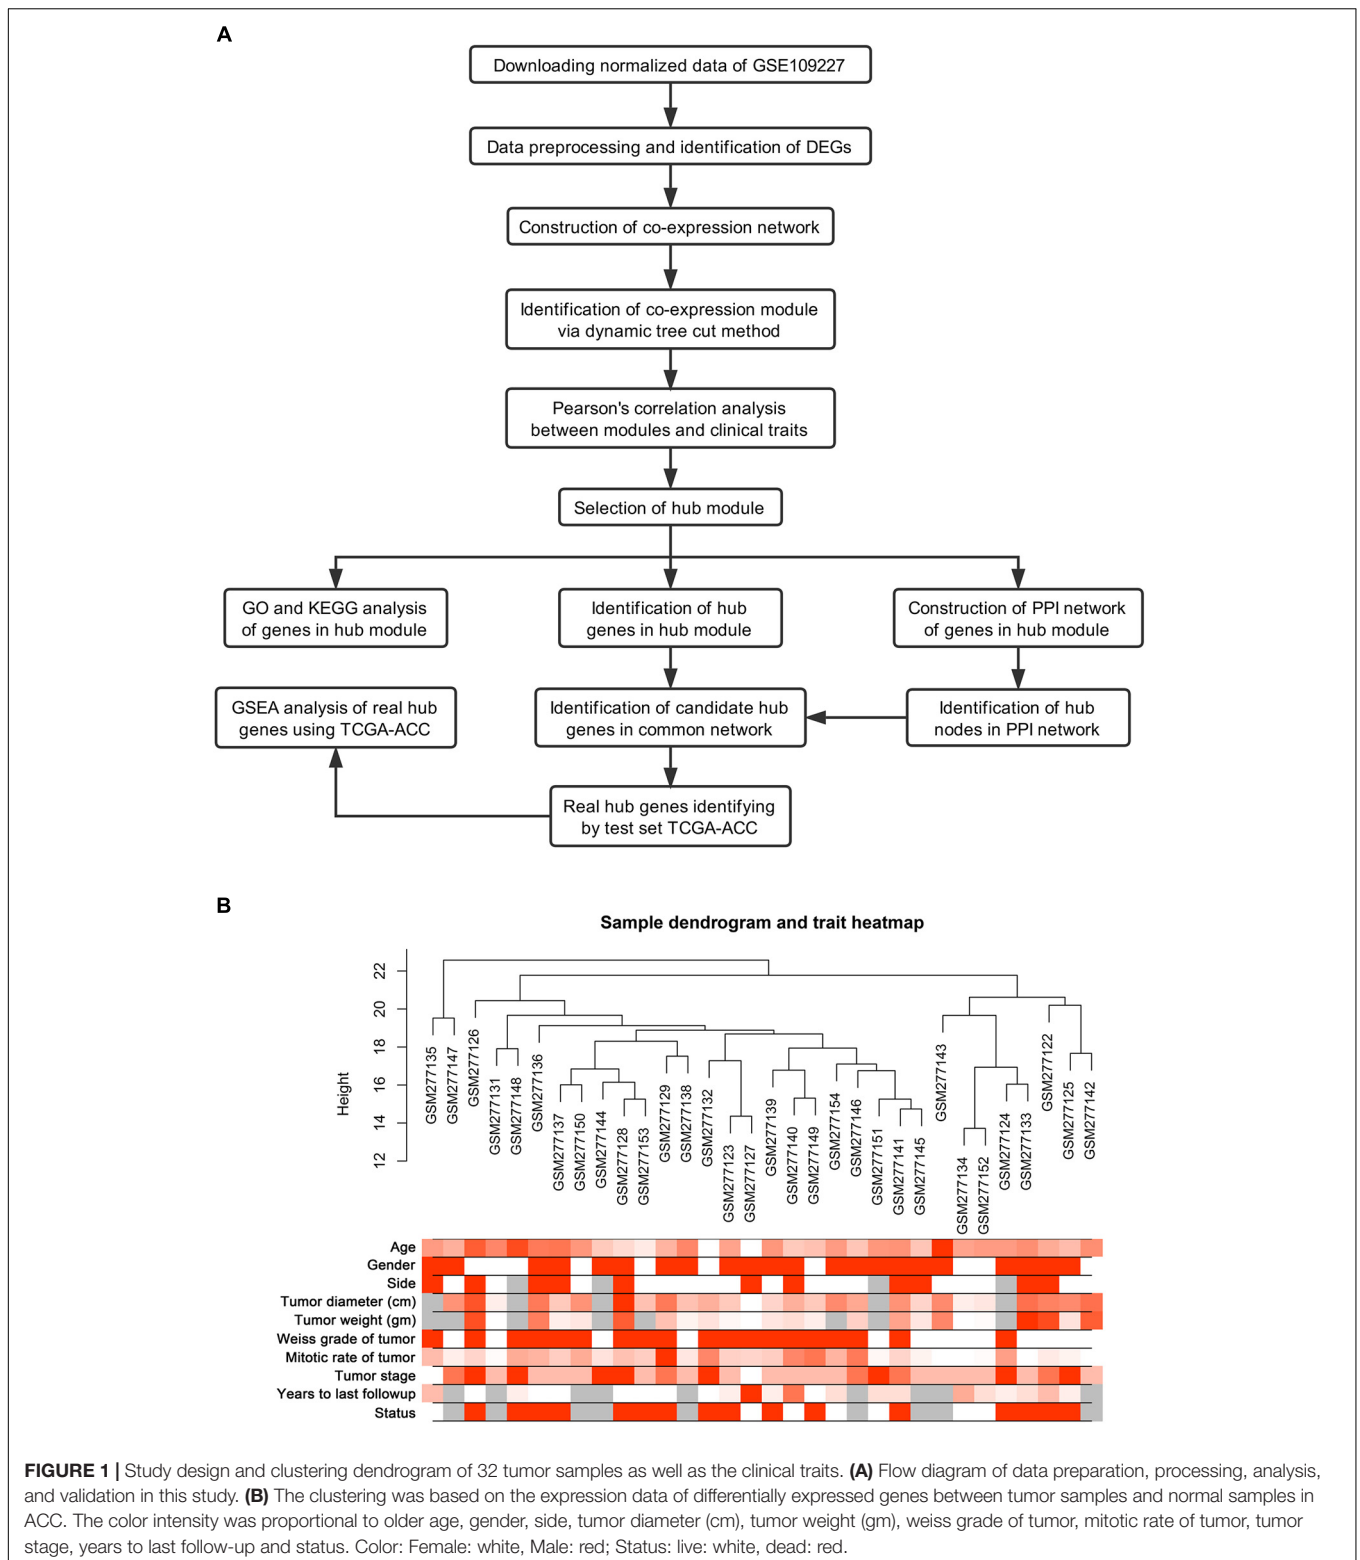 A
Downloading normalized data of GSE109227
Data preprocessing and identification of DEGs
Construction of co-expression network
Identification of co-expression module
via dynamic tree cut method
Pearson's correlation analysis
between modules and clinical traits
Selection of hub module
GO and KEGG analysis
of genes in hub module
Identification of hub
genes in hub module
Construction of PPI network
of genes in hub module
GSEA analysis of real hub
genes using TCGA-ACC
Identification of candidate hub
genes in common network
Identification of hub
nodes in PPI network
Real hub genes identifying
by test set TCGA-ACC
B
Sample dendrogram and trait heatmap
Height
22
20
18
16
14
12
GSM277135
GSM277147
GSM277126
GSM277131
GSM277148
GSM277136
GSM277137
GSM277150
GSM277144
GSM277128
GSM277153
GSM277129
GSM277138
GSM277132
GSM277123
GSM277127
GSM277139
GSM277140
GSM277149
GSM277154
GSM277146
GSM277151
GSM277141
GSM277145
GSM277143
GSM277134
GSM277152
GSM277124
GSM277133
GSM277122
GSM277125
GSM277142
Age
Gender
Side
Tumor diameter (cm)
Tumor weight (gm)
Weiss grade of tumor
Mitotic rate of tumor
Tumor stage
Years to last followup
Status
FIGURE 1 | Study design and clustering dendrogram of 32 tumor samples as well as the clinical traits. (A) Flow diagram of data preparation, processing, analysis,
and validation in this study. (B) The clustering was based on the expression data of differentially expressed genes between tumor samples and normal samples in
ACC. The color intensity was proportional to older age, gender, side, tumor diameter (cm), tumor weight (gm), weiss grade of tumor, mitotic rate of tumor, tumor
stage, years to last follow-up and status. Color: Female: white, Male: red; Status: live: white, dead: red.